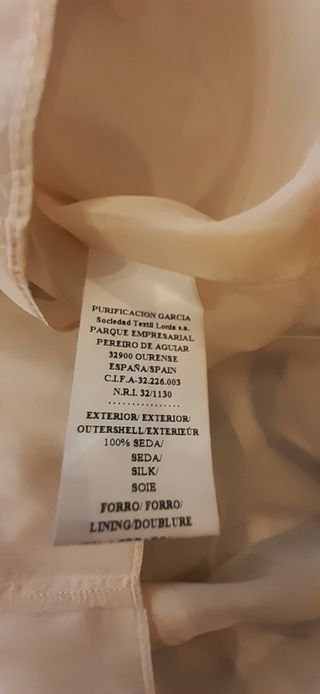 PURIFICACION GARCIA
Sociedad Textil Lonia s.a.
PARQUE EMPRESARIAL
PEREIRO DE AGUIAR
32900 OURENSE
ESPAÑA/SPAIN
C.I.F.A-32.226.003
N.R.I. 32/1130
................
EXTERIOR/ EXTERIOR/
OUTERSHELL/EXTERIEÚR
100% SEDA/
SEDA/
SILK/
SOIE
FORRO/ FORRO/
LINING/DOUBLURE